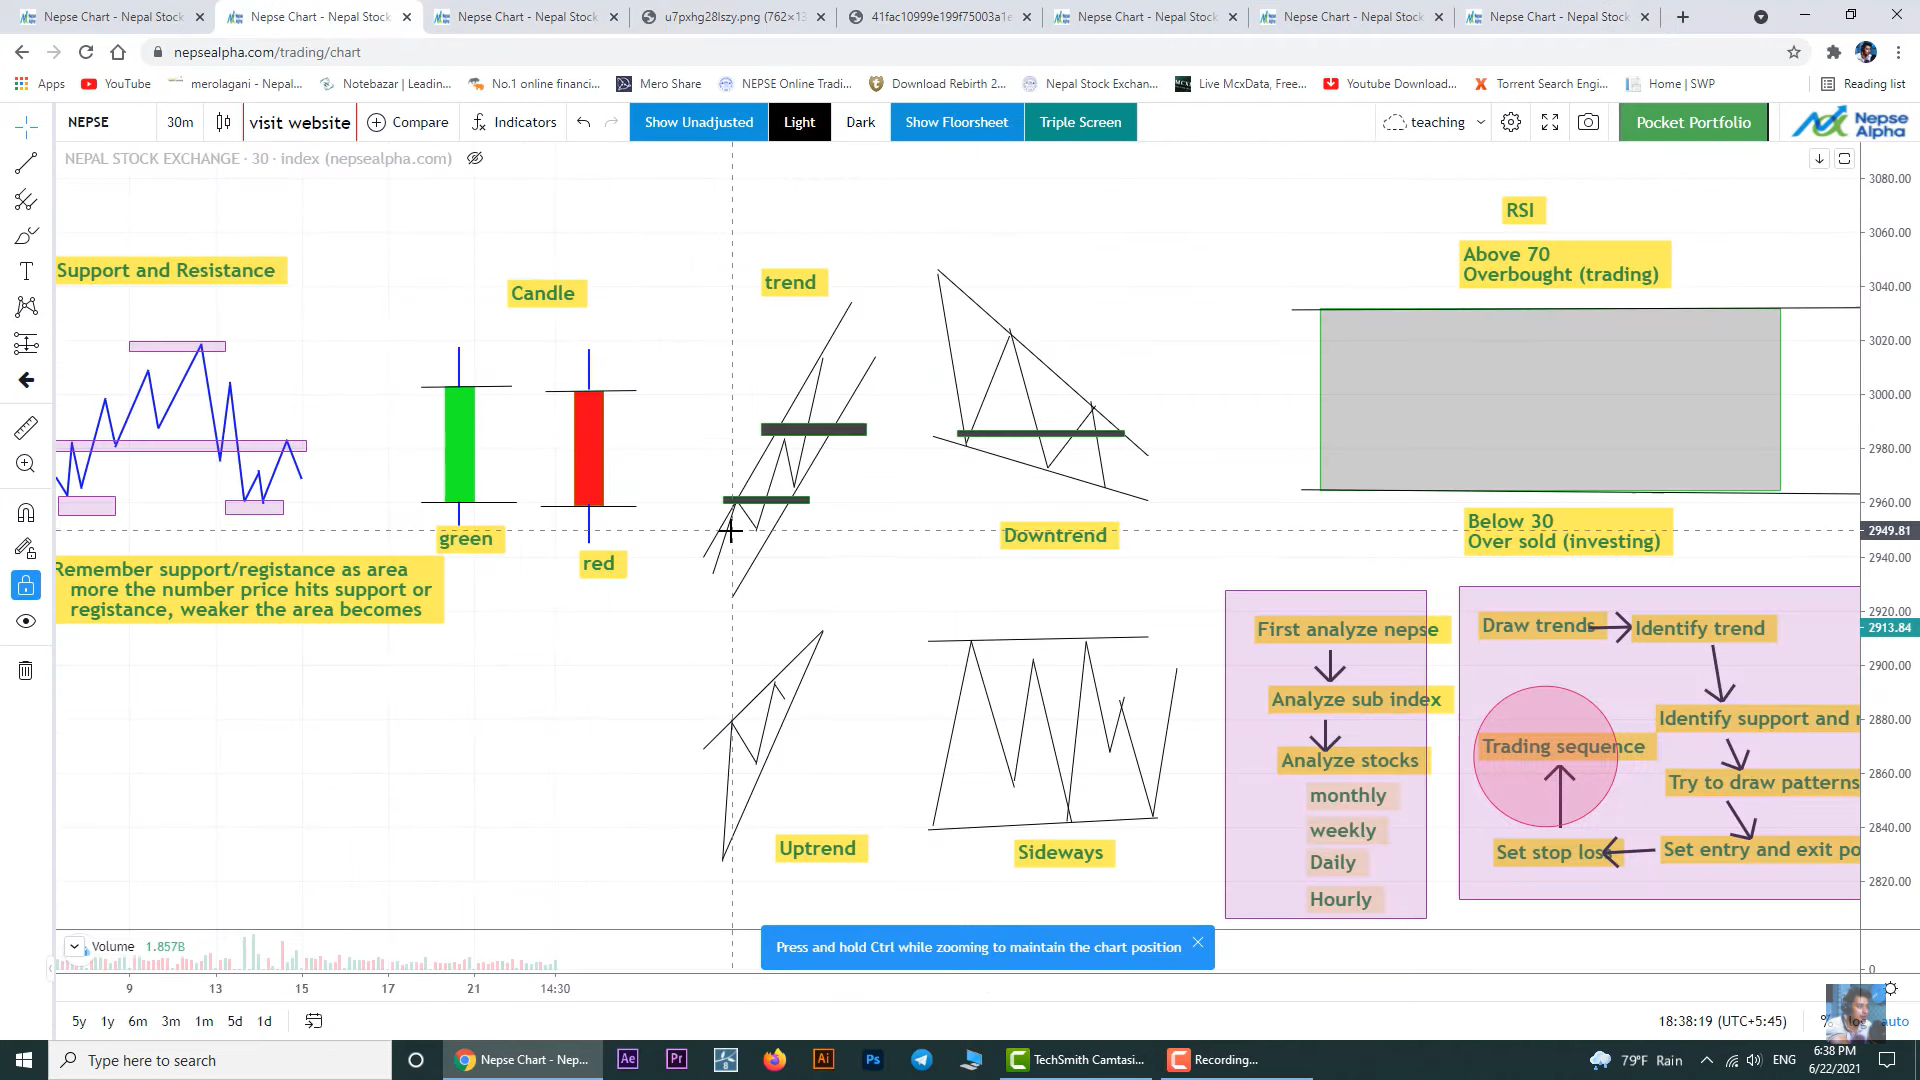 Nepse Chart - Nepal Stock
Nepse Chart - Nepal Stock
Nepse Chart - Nepal Stock
u7pxhg28lszy.png (762×13
41fac10999e199f75003a1e
Nepse Chart - Nepal Stock
Nepse Chart - Nepal Stock
Nepse Chart - Nepal Stock
nepsealpha.com/trading/chart
Apps
YouTube
merolagani - Nepal...
Notebazar | Leadin...
No.1 online financi...
Mero Share
NEPSE Online Tradi...
Download Rebirth 2...
Nepal Stock Exchan...
Live McxData, Free...
Youtube Download...
Torrent Search Engi...
Home | SWP
Reading list
NEPSE
30m
visit website
Compare
Indicators
Show Unadjusted
Light
Dark
Show Floorsheet
Triple Screen
teaching
Pocket Portfolio
Nepse
Alpha
NEPAL STOCK EXCHANGE · 30 · index (nepsealpha.com)
Support and Resistance
Candle
trend
RSI
Above 70
Overbought (trading)
green
red
Downtrend
Below 30
Over sold (investing)
Remember support/registance as area
more the number price hits support or
registance, weaker the area becomes
Uptrend
Sideways
First analyze nepse
Analyze sub index
Analyze stocks
monthly
weekly
Daily
Hourly
Draw trends
Identify trend
Identify support and
Trading sequence
Try to draw patterns
Set stop loss
Set entry and exit po
3080.00
3060.00
3040.00
3020.00
3000.00
2980.00
2960.00
2949.81
2940.00
2920.00
2913.84
2900.00
2880.00
2860.00
2840.00
2820.00
0
Press and hold Ctrl while zooming to maintain the chart position
Volume 1.857B
9
13
15
17
21
14:30
5y 1y 6m 3m 1m 5d 1d
18:38:19 (UTC+5:45)
%
log
auto
Type here to search
Nepse Chart - Nep...
Ae
Pr
Ai
Ps
TechSmith Camtasi...
Recording...
79°F Rain
ENG
6:38 PM
6/22/2021